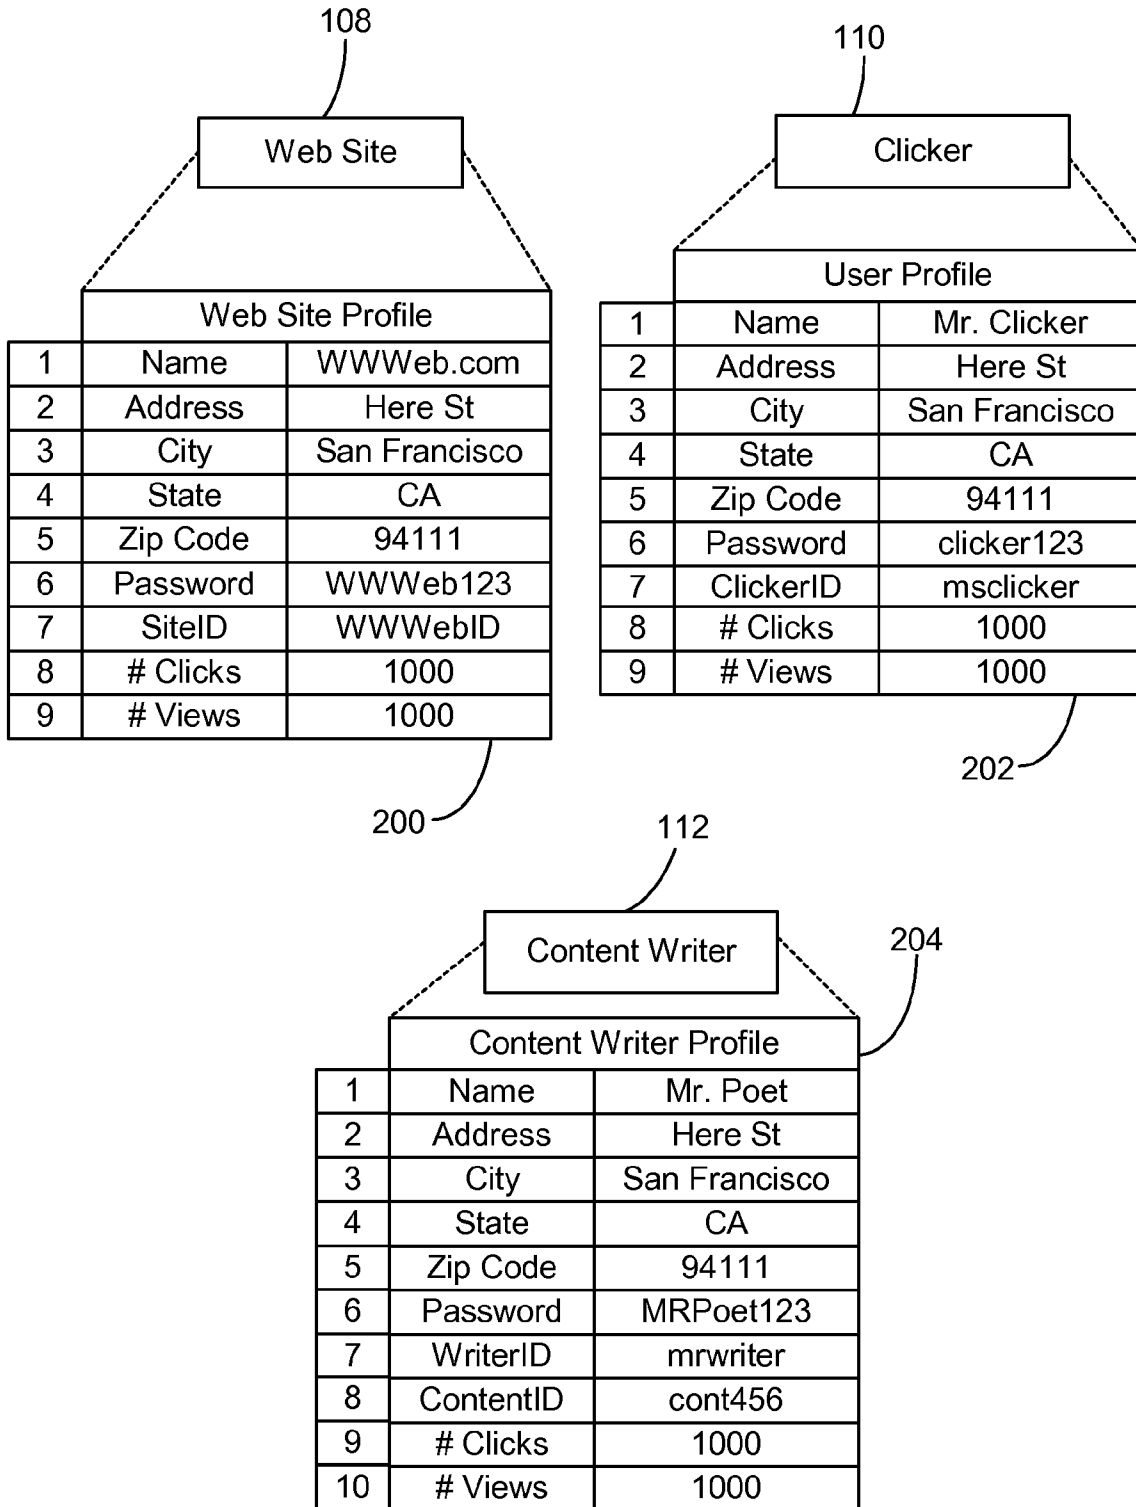 108
Web Site
Web Site Profile
1 Name WWWeb.com
2 Address Here St
3 City San Francisco
4 State CA
5 Zip Code 94111
6 Password WWWeb123
7 SiteID WWWebID
8 # Clicks 1000
9 # Views 1000
200
110
Clicker
User Profile
1 Name Mr. Clicker
2 Address Here St
3 City San Francisco
4 State CA
5 Zip Code 94111
6 Password clicker123
7 ClickerID msclicker
8 # Clicks 1000
9 # Views 1000
202
112
Content Writer
204
Content Writer Profile
1 Name Mr. Poet
2 Address Here St
3 City San Francisco
4 State CA
5 Zip Code 94111
6 Password MRPoet123
7 WriterID mrwriter
8 ContentID cont456
9 # Clicks 1000
10 # Views 1000